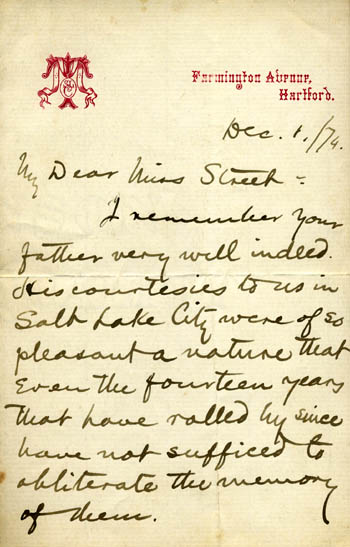 Farmington Avenue,
Hartford.
Dec. 1./74.
My Dear Miss Street -
I remember your
father very well indeed.
His courtesies to us in
Salt Lake City were of so
pleasant a nature that
even the fourteen years
that have rolled by since
have not sufficed to
obliterate the memory
of them.